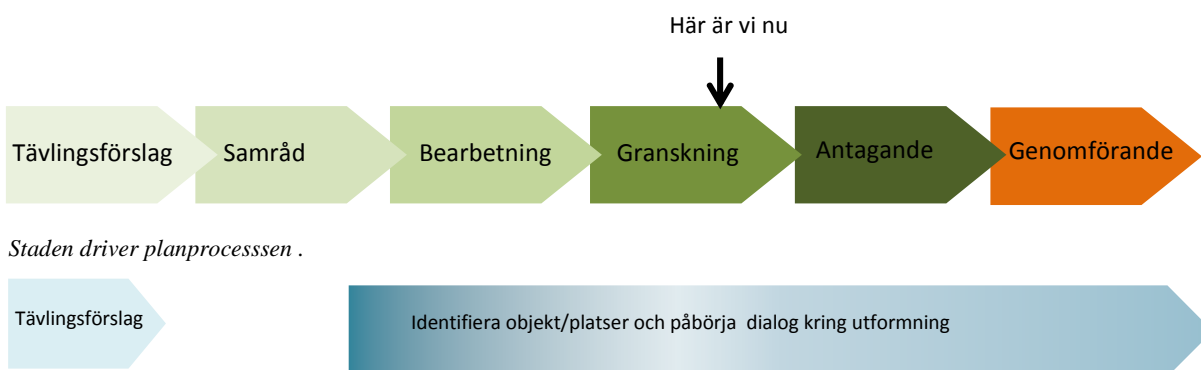 Här är vi nu
Tävlingsförslag Samråd Bearbetning Granskning Antagande Genomförande
Staden driver planprocesssen .
Tävlingsförslag Identifiera objekt/platser och påbörja dialog kring utformning